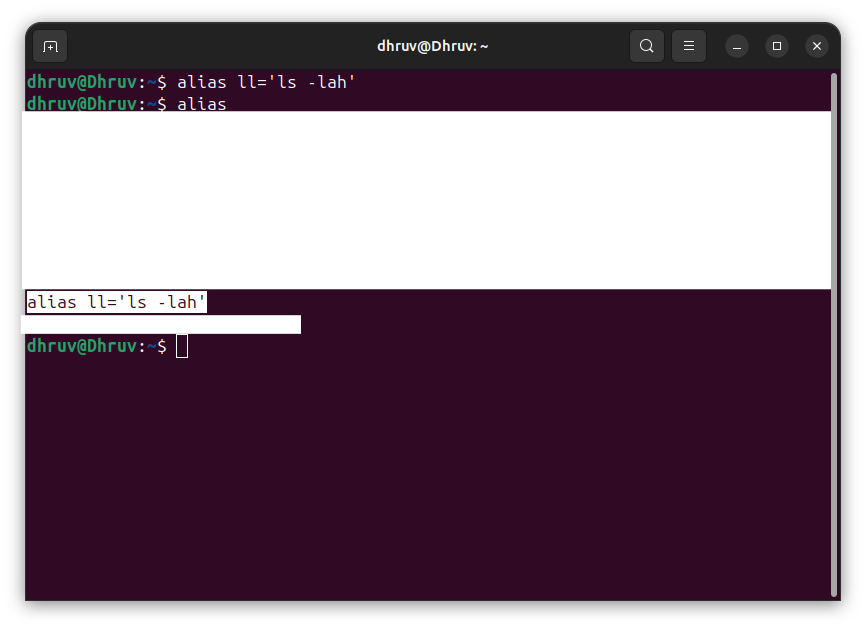 dhruv@Dhruv: ~
dhruv@Dhruv:~$ alias ll='ls -lah'
dhruv@Dhruv:~$ alias
alias ll='ls -lah'
dhruv@Dhruv:~$